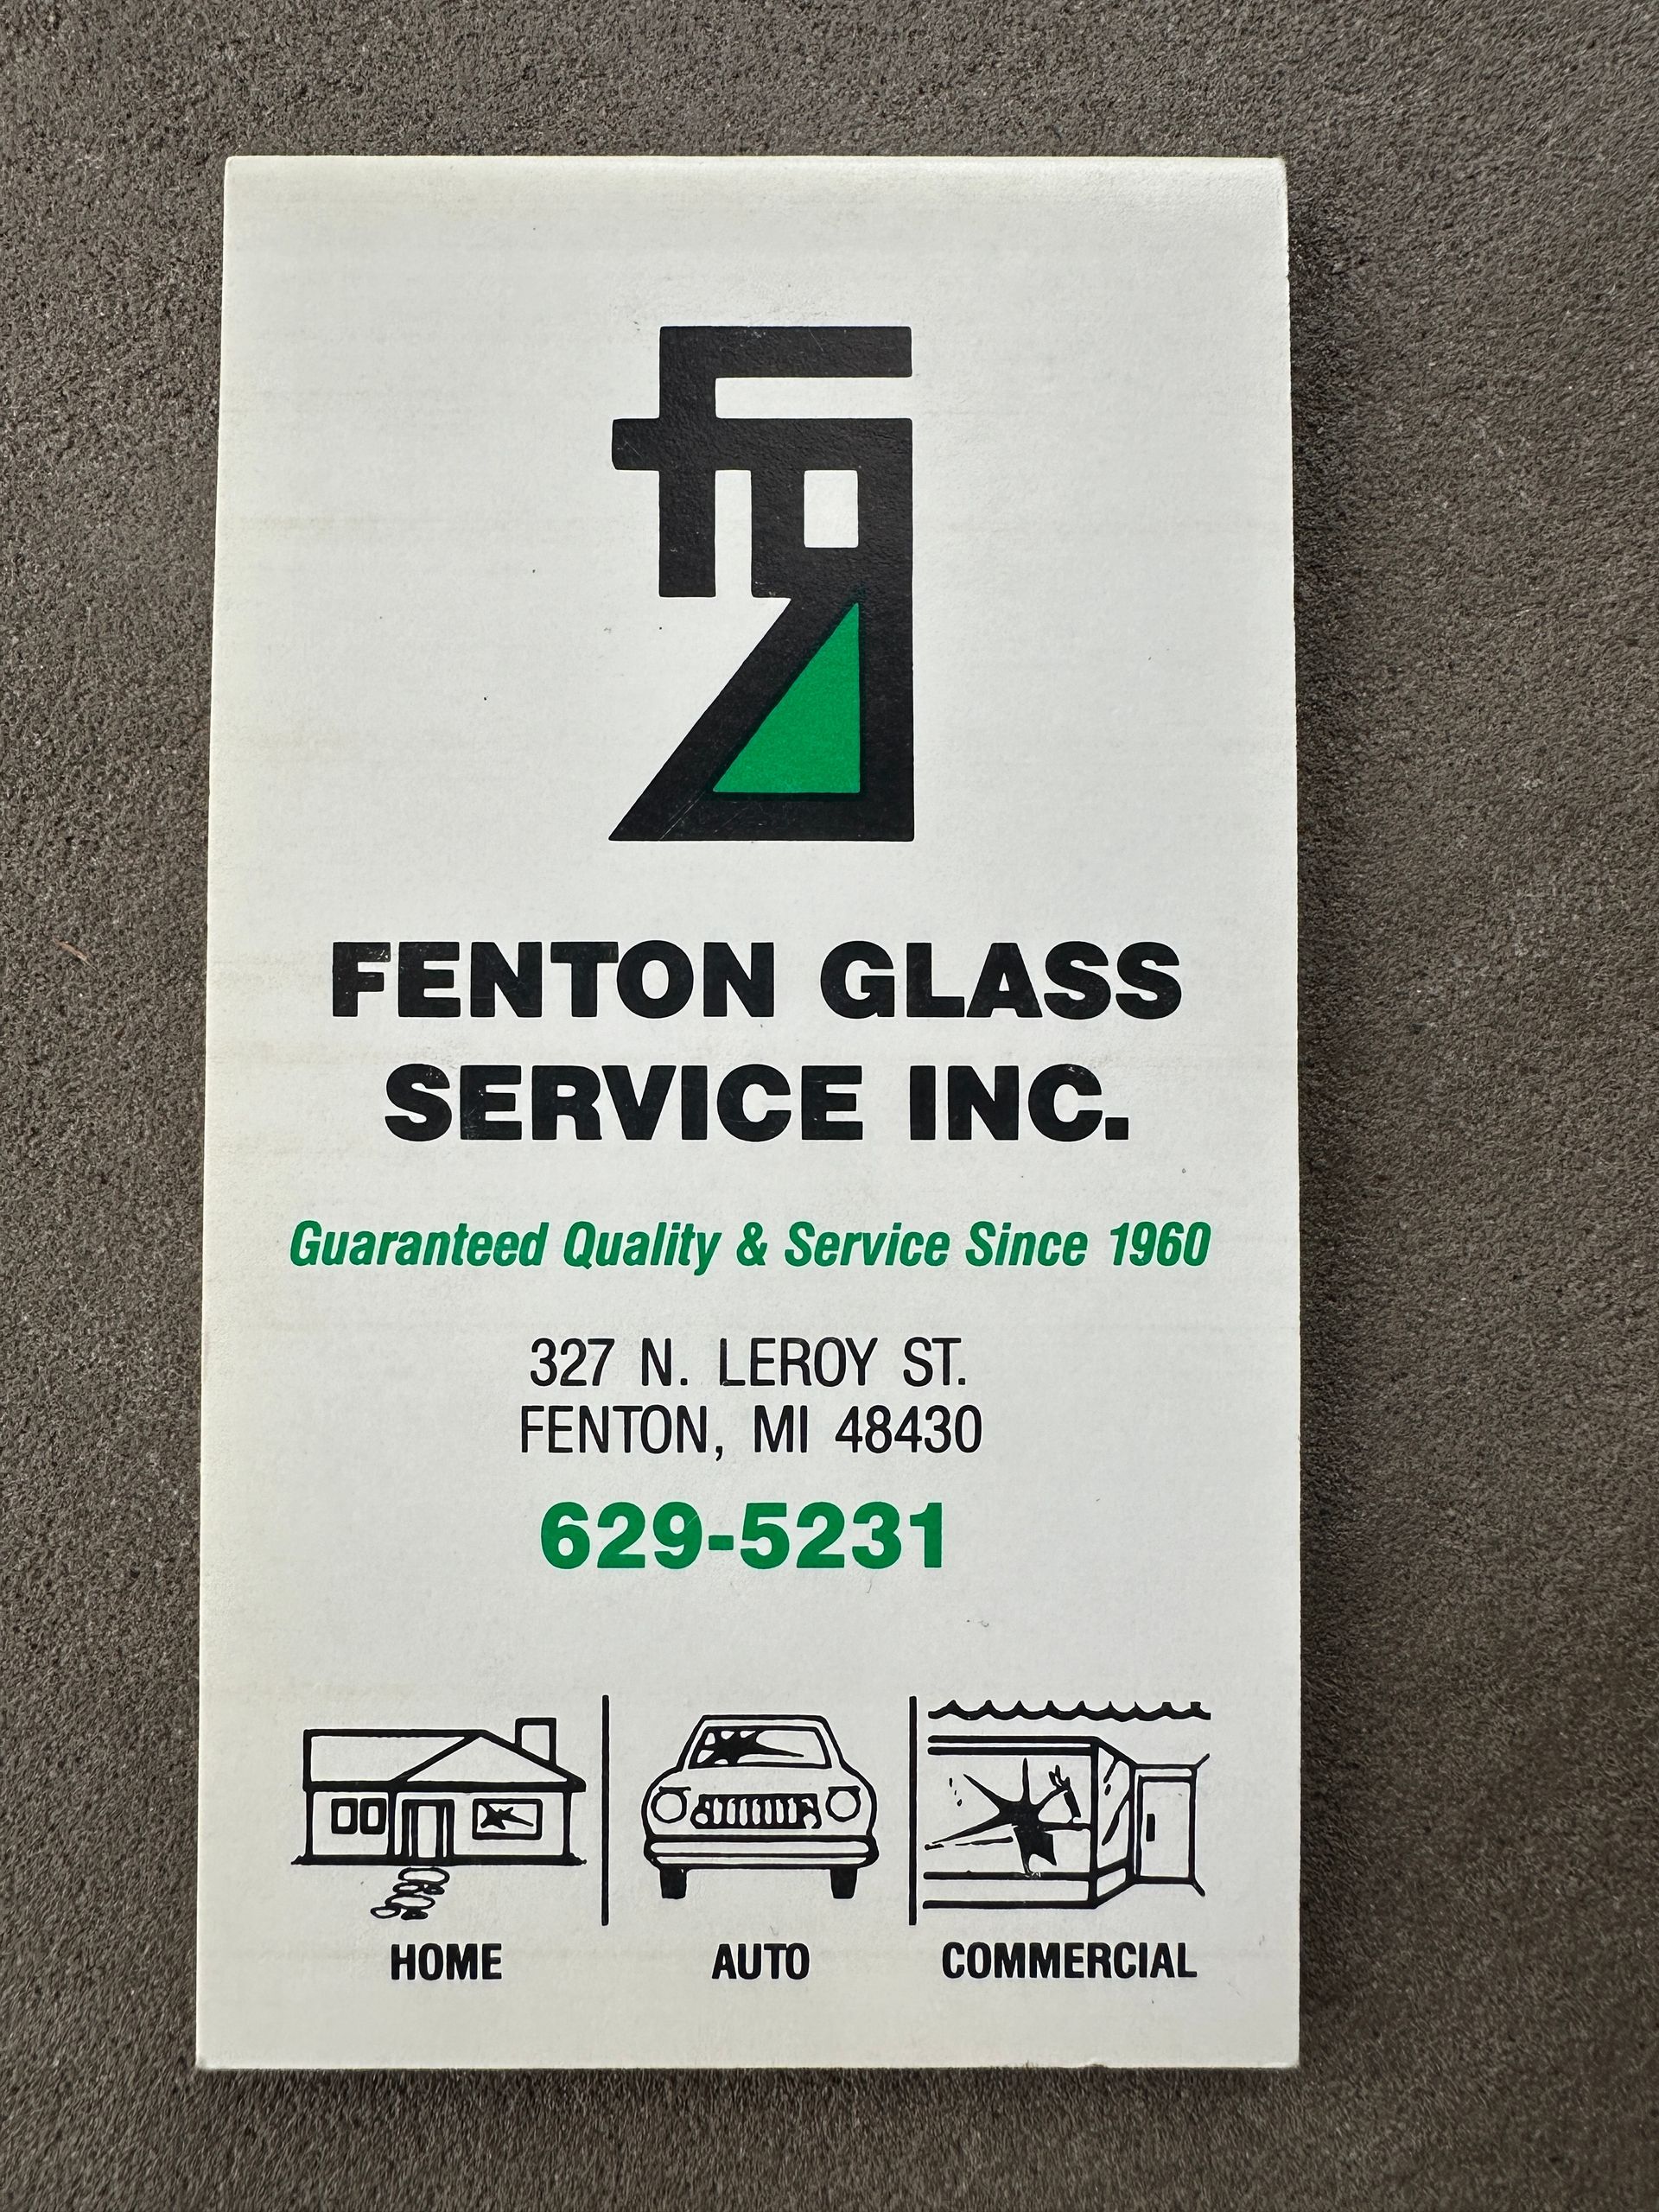 fg
FENTON GLASS
SERVICE INC.
Guaranteed Quality & Service Since 1960
327 N. LEROY ST.
FENTON, MI 48430
629-5231
HOME
AUTO
COMMERCIAL